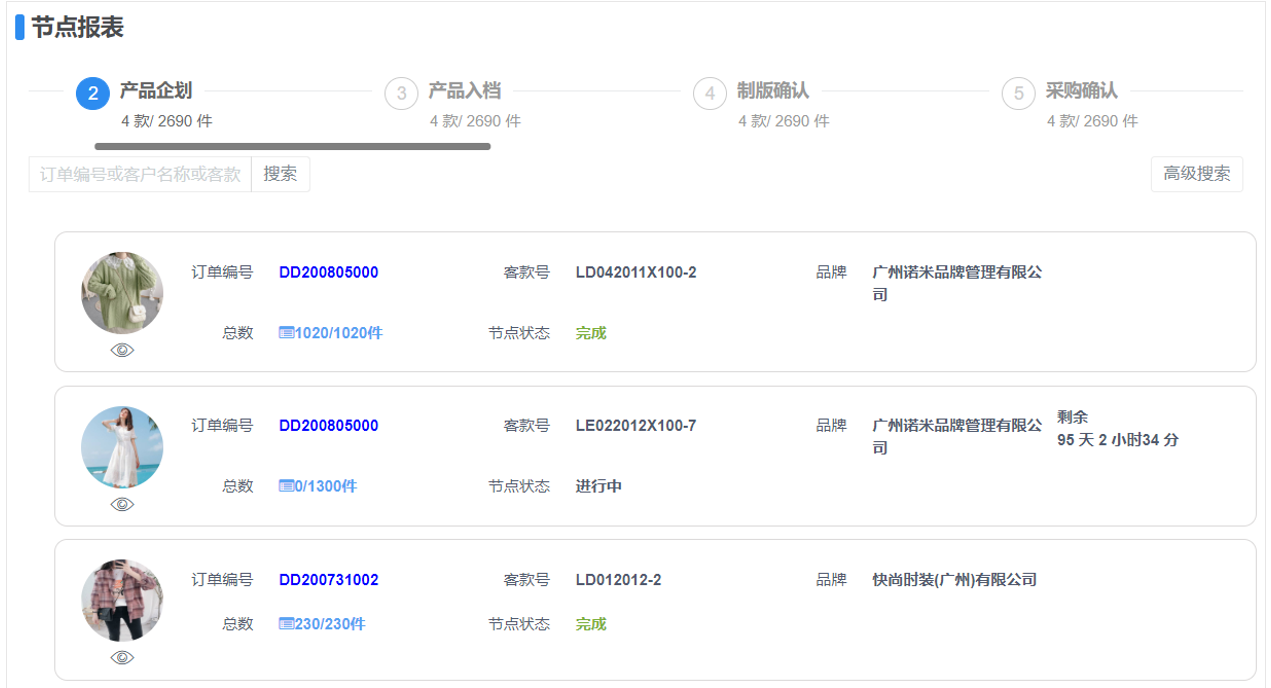 节点报表
2 产品企划
4 款/ 2690 件
3 产品入档
4 款/ 2690 件
4 制版确认
4 款/ 2690 件
5 采购确认
4 款/ 2690 件
订单编号或客户名称或客款 搜索
高级搜索
订单编号 DD200805000 客款号 LD042011X100-2 品牌 广州诺米品牌管理有限公
司
总数 1020/1020件 节点状态 完成
订单编号 DD200805000 客款号 LE022012X100-7 品牌 广州诺米品牌管理有限公
司
剩余
95 天 2 小时34 分
总数 0/1300件 节点状态 进行中
订单编号 DD200731002 客款号 LD012012-2 品牌 快尚时装(广州)有限公司
总数 230/230件 节点状态 完成